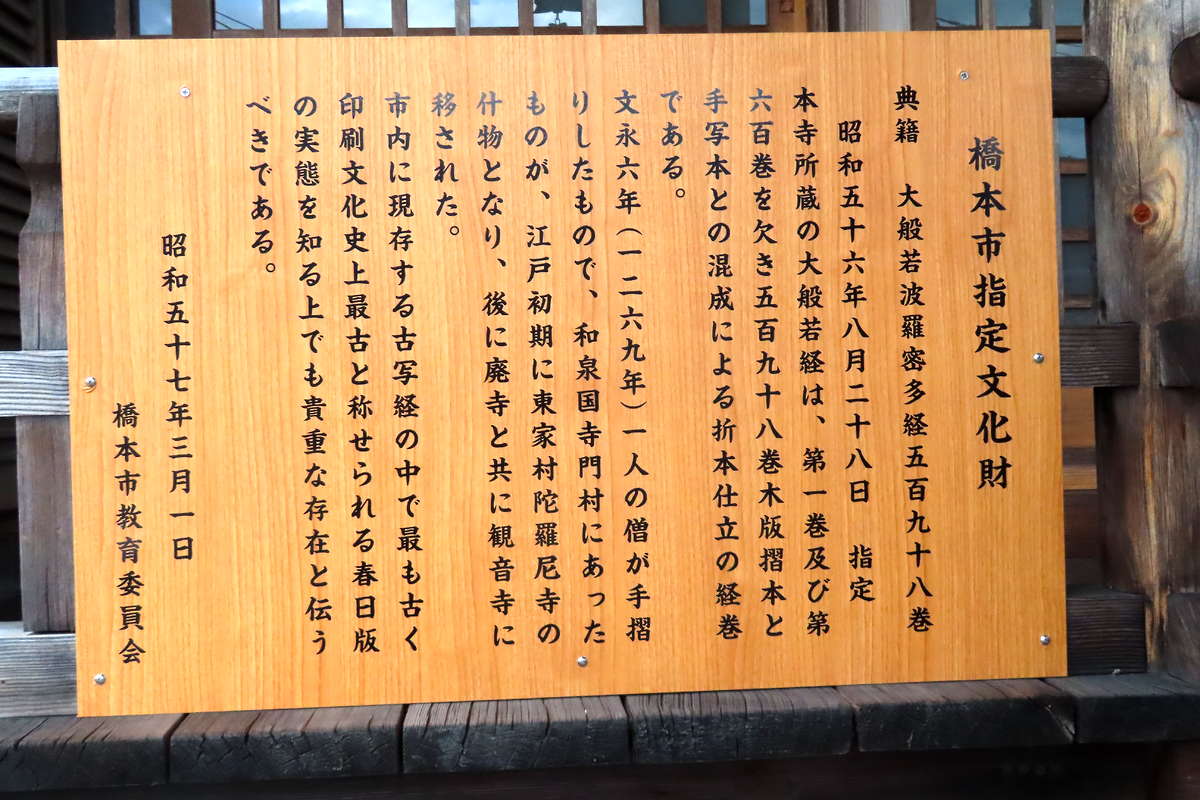 橋本市指定文化財
典籍　大般若波羅密多経五百九十八巻
昭和五十六年八月二十八日　指定
本寺所蔵の大般若経は、第一巻及び第
六百巻を欠き五百九十八巻木版摺本と
手写本との混成による折本仕立の経巻
である。
文永六年（一二六九年）一人の僧が手摺
りしたもので、和泉国寺門村にあった
ものが、江戸初期に東家村陀羅尼寺の
什物となり、後に廃寺と共に観音寺に
移された。
市内に現存する古写経の中で最も古く
印刷文化史上最古と称せられる春日版
の実態を知る上でも貴重な存在と伝う
べきである。
昭和五十七年三月一日
橋本市教育委員会